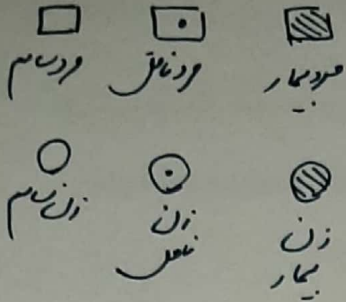 مرد بیمار
مرد ناقل
مرد سالم
زن بیمار
زن ناقل
زن سالم